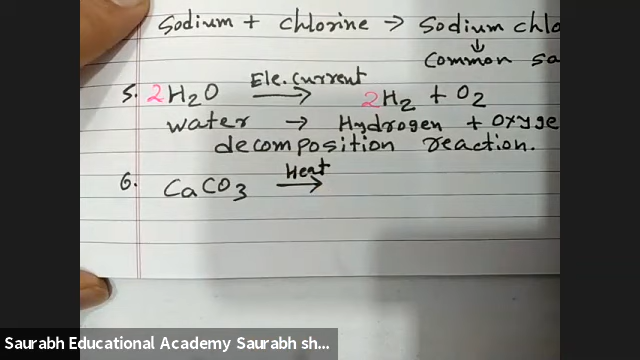 Sodium + chlorine → Sodium chlo
↓
Common sa
5. 2H₂O Ele.current → 2H₂ + O₂
water → Hydrogen + Oxyge
decomposition reaction.
6. CaCO₃ Heat →
Saurabh Educational Academy Saurabh sh...